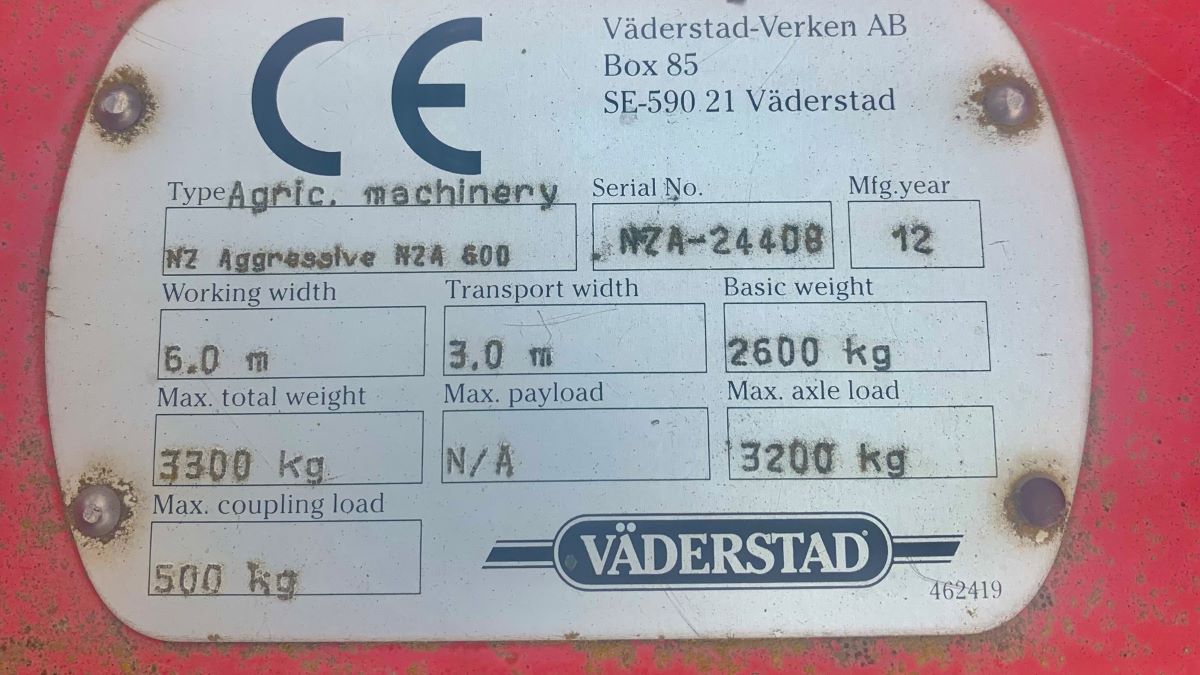 CE
Väderstad-Verken AB
Box 85
SE-590 21 Väderstad
Type Agric. machinery
NZ Aggressive NZA 600
Serial No.
NZA-24408
Mfg.year
12
Working width
6.0 m
Transport width
3.0 m
Basic weight
2600 kg
Max. total weight
3300 kg
Max. payload
N/A
Max. axle load
3200 kg
Max. coupling load
500 kg
VÄDERSTAD
462419